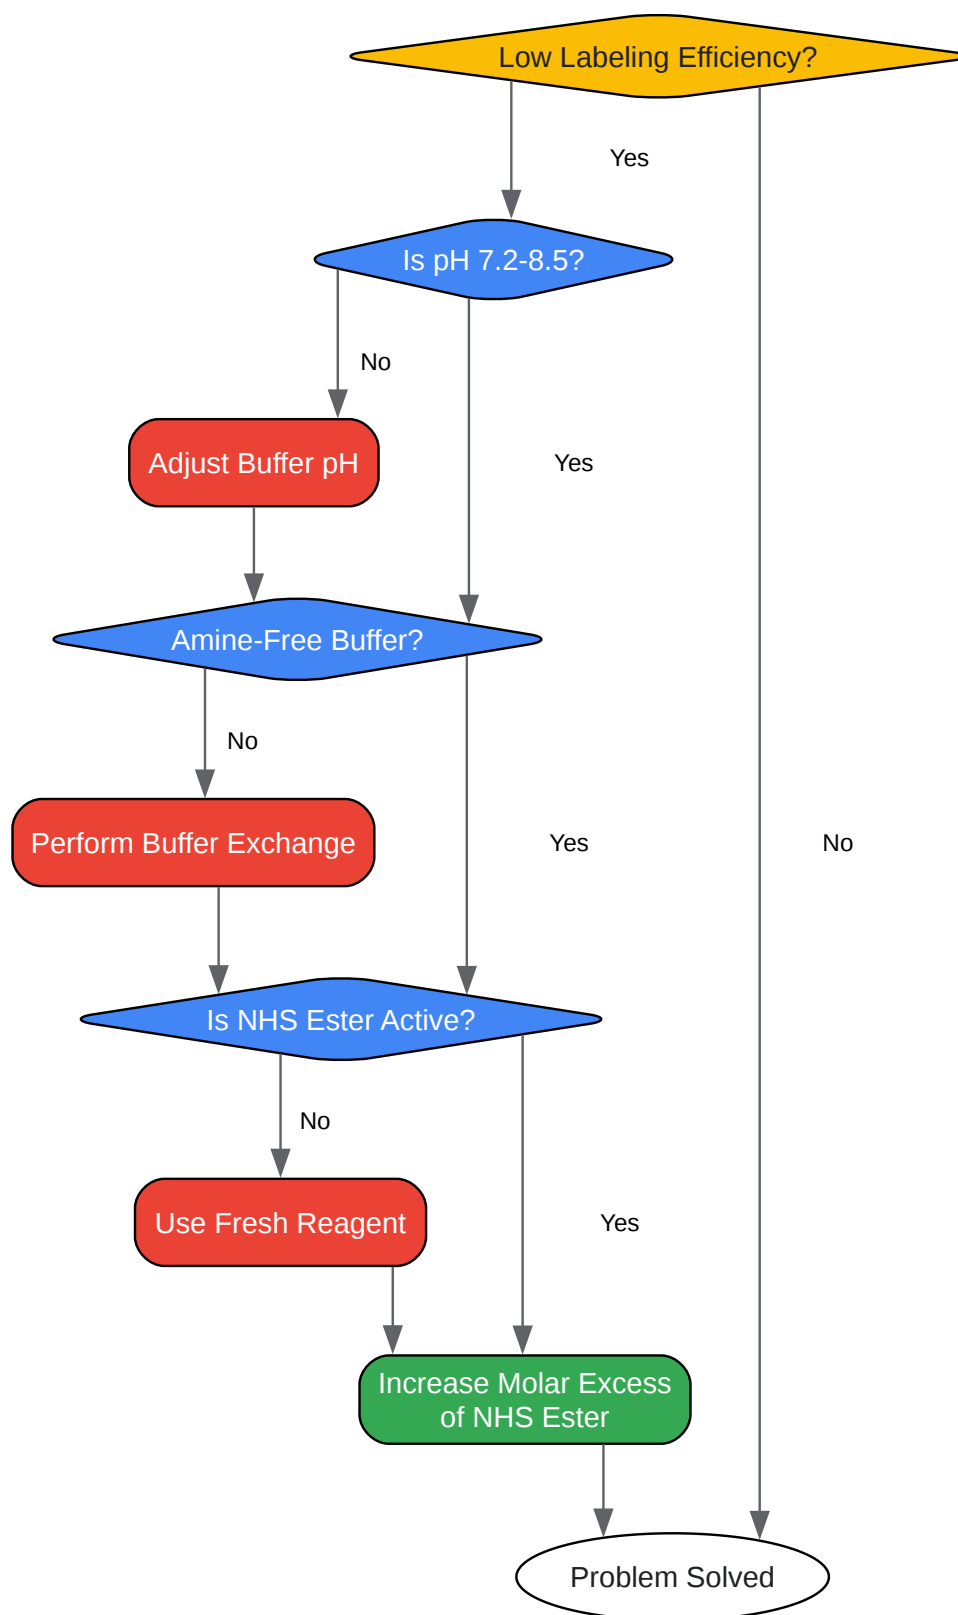 Low Labeling Efficiency?
Yes
Is pH 7.2-8.5?
No
Adjust Buffer pH
Yes
Amine-Free Buffer?
No
Perform Buffer Exchange
Yes
No
Is NHS Ester Active?
No
Use Fresh Reagent
Yes
Increase Molar Excess
of NHS Ester
Problem Solved